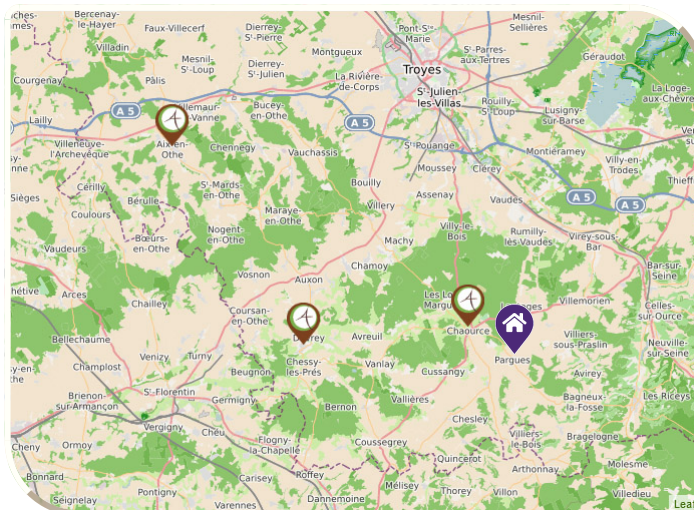 Bercenay-
le-Hayer
Faux-Villecerf
Dierrey-
St-Pierre
Pont-Ste-
Marie
Mesnil-
Sellières
Villadin
Mesnil-
St-Loup
Montgueux
St-Parres-
aux-Tertres
Géraudot
Courgenay
Pâlis
Dierrey-
St-Julien
La Rivière-
de-Corps
Troyes
La Loge-
aux-Chèvre
A 5
Bucey-
en-Othe
St-Julien-
les-Villas
Rouilly-
St-Loup
Lusigny-
sur-Barse
Lailly
A 5
Villeneuve-
l'Archevêque
Aix-en-
Othe
Chennegy
Vauchassis
St-Pouange
Moussey
Clérey
Montiéramey
Villy-en-
Trodes
Thieff
Cérilly
St-Mards-
en-Othe
Bouilly
Assenay
Sièges
Bérulle
Coulours
Maraye-
en-Othe
Villery
Vaudes
A 5
A 5
Bœurs-
en-Othe
Nogent-
en-Othe
Machy
Villy-le-
Bois
Rumilly-
lès-Vaudes
Virey-sous-
Bar
Vaudeurs
Vosnon
Auxon
Chamoy
Bar-sur-
Seine
Arces
Chailley
Coursan-
en-Othe
Villemorien
Celles-
sur-Ource
Bellechaume
Avreuil
Chaource
Villiers-
sous-Praslin
Neuville-
sur-Seine
Champlost
Venizy
Turny
Chessy-
les-Prés
Vanlay
Pargues
Beugnon
Cussangy
Avirey
Brienon-
sur-Armançon
St-Florentin
Germigny
Bernon
Vallières
Bagneux-
la-Fosse
Les Riceys
Vergigny
Chéu
Chesley
Cheny
Ormoy
Flogny-
la-Chapelle
Coussegrey
Villiers-
le-Bois
Bragelogne
Quincerot
Molesme
Bonnard
Pontigny
Carisey
Roffey
Mélisey
Thorey
Arthonnay
Villon
Villedieu
Seignelay
Varennes
Dannemoine
Leaf